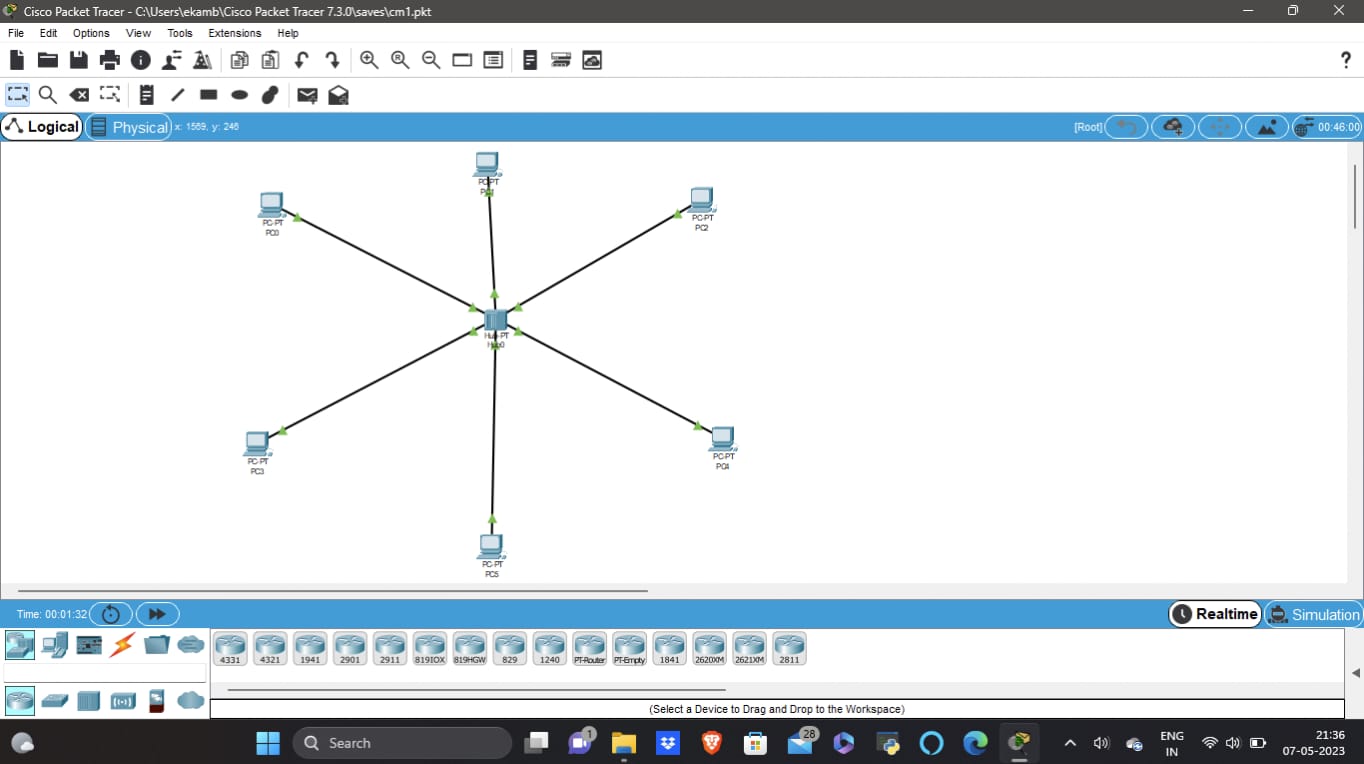 Cisco Packet Tracer - C:\Users\ekamb\Cisco Packet Tracer 7.3.0\saves\cm1.pkt
File Edit Options View Tools Extensions Help
?
Logical Physical x: 1569, y: 246 [Root] 00:46:00
PC-PT
PC1
PC-PT
PC0
PC-PT
PC2
Hub-PT
Hub0
PC-PT
PC3
PC-PT
PC4
PC-PT
PC5
Time: 00:01:32 Realtime Simulation
4331 4321 1941 2901 2911 819IOX 819HGW 829 1240 PT-Router PT-Empty 1841 2620XM 2621XM 2811
(Select a Device to Drag and Drop to the Workspace)
Search 1 28 ENG IN 21:36 07-05-2023